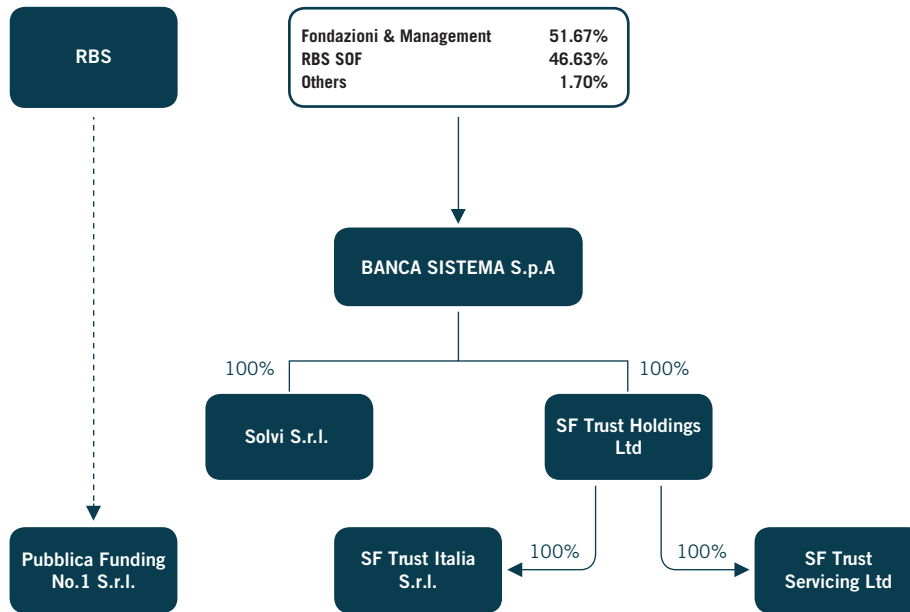 RBS
Fondazioni & Management 51.67%
RBS SOF 46.63%
Others 1.70%
BANCA SISTEMA S.p.A
100%
100%
Solvi S.r.l.
SF Trust Holdings
Ltd
Pubblica Funding
No.1 S.r.l.
SF Trust Italia
S.r.l.
100%
100%
SF Trust
Servicing Ltd